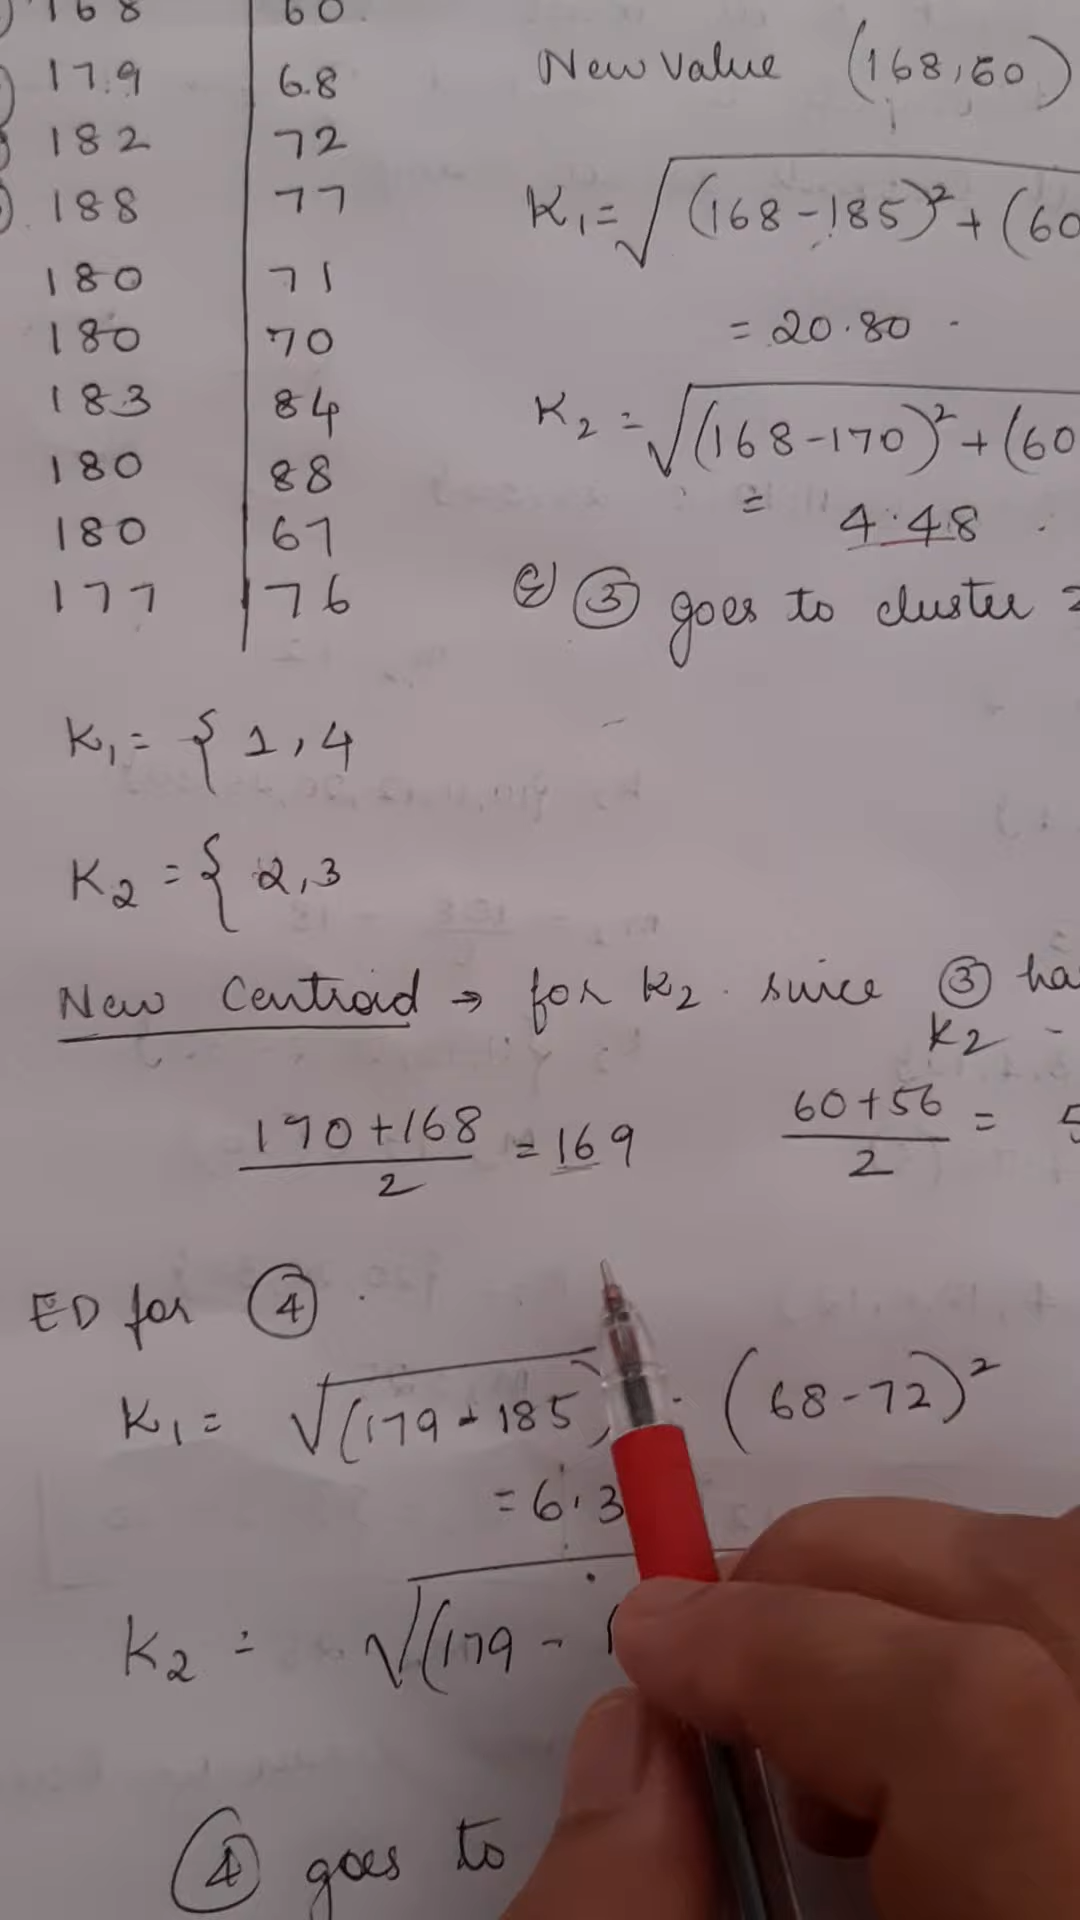 168 60
179 68
182 72
188 77
180 71
180 70
183 84
180 88
180 67
177 76
New value (168,60)
K1 = √(168-185)² + (60
= 20.80
K2 = √(168-170)² + (60
= 4.48
③ goes to cluster
K1 = { 1, 4
K2 = { 2, 3
New Centroid → for K2 since ③ ha
K2 -
170+168 / 2 = 169
60+56 / 2 = 5
ED for ④
K1 = √(179-185) (68-72)²
= 6.3
K2 = √(179 -
④ goes to